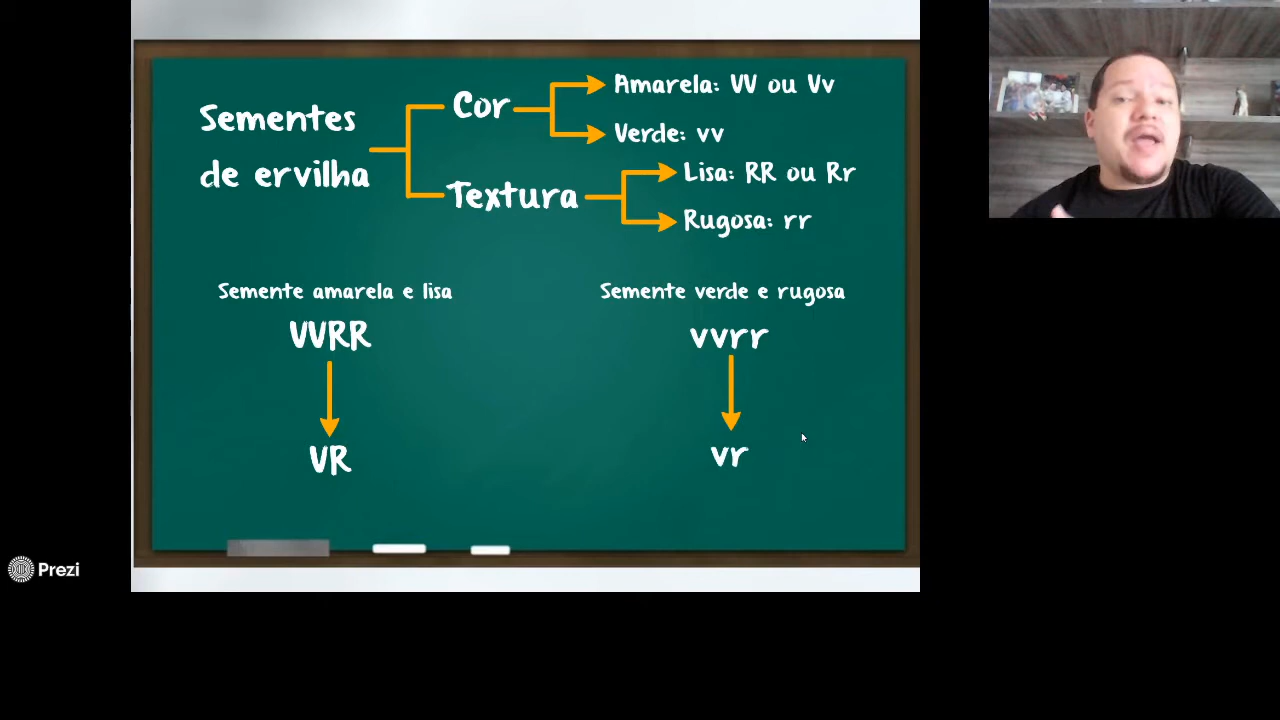 Sementes
de ervilha
Cor
Amarela: VV ou Vv
Verde: vv
Textura
Lisa: RR ou Rr
Rugosa: rr
Semente amarela e lisa
VVRR
VR
Semente verde e rugosa
vvrr
vr
Prezi